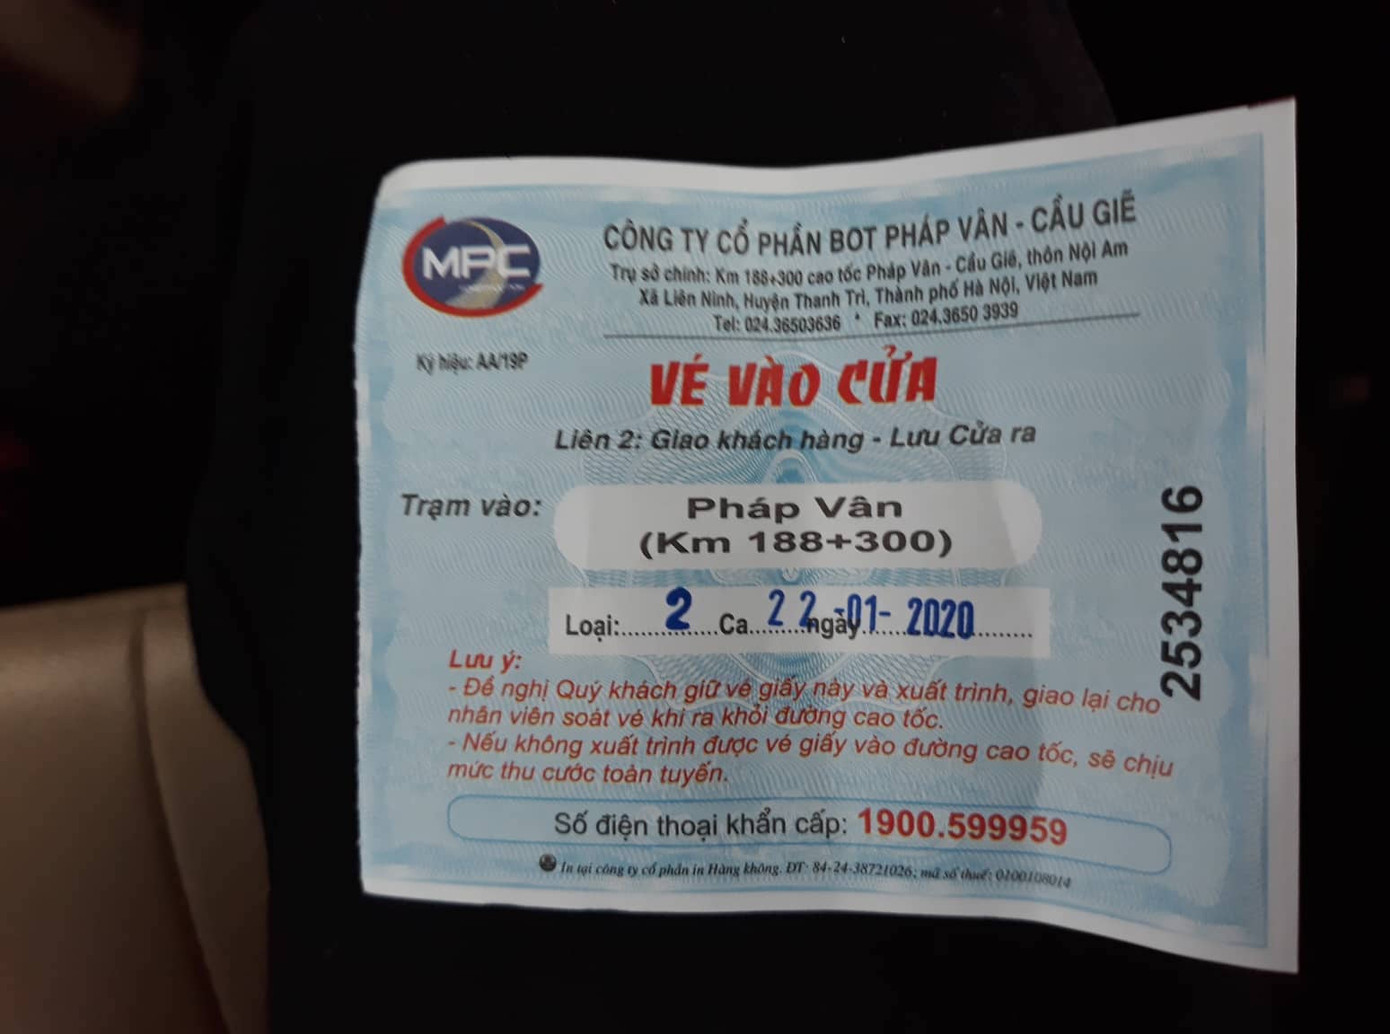 MPC
CÔNG TY CỔ PHẦN BOT PHÁP VÂN - CẦU GIẼ
Trụ sở chính: Km 188+300 cao tốc Pháp Vân - Cầu Giẽ, thôn Nội Am
Xã Liên Ninh, Huyện Thanh Trì, Thành phố Hà Nội, Việt Nam
Tel: 024.36503636 * Fax: 024.3650 3939
Ký hiệu: AA/19P
VÉ VÀO CỬA
Liên 2: Giao khách hàng - Lưu Cửa ra
Trạm vào:
Pháp Vân
(Km 188+300)
Loại:.............2.....Ca....2 2..ngày-01-...2020..........
2534816
Lưu ý:
- Đề nghị Quý khách giữ vé giấy này và xuất trình, giao lại cho
nhân viên soát vé khi ra khỏi đường cao tốc.
- Nếu không xuất trình được vé giấy vào đường cao tốc, sẽ chịu
mức thu cước toàn tuyến.
Số điện thoại khẩn cấp: 1900.599959
In tại công ty cổ phần in Hàng không. ĐT: 84-24-38721026; mã số thuế: 0100108014